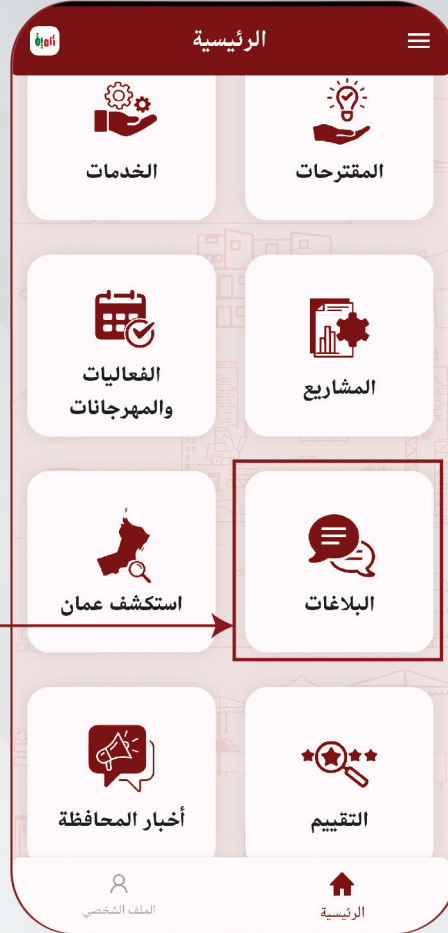 الرئيسية
المقترحات
الخدمات
المشاريع
الفعاليات
والمهرجانات
البلاغات
استكشف عمان
التقييم
أخبار المحافظة
الرئيسية
الملف الشخصي